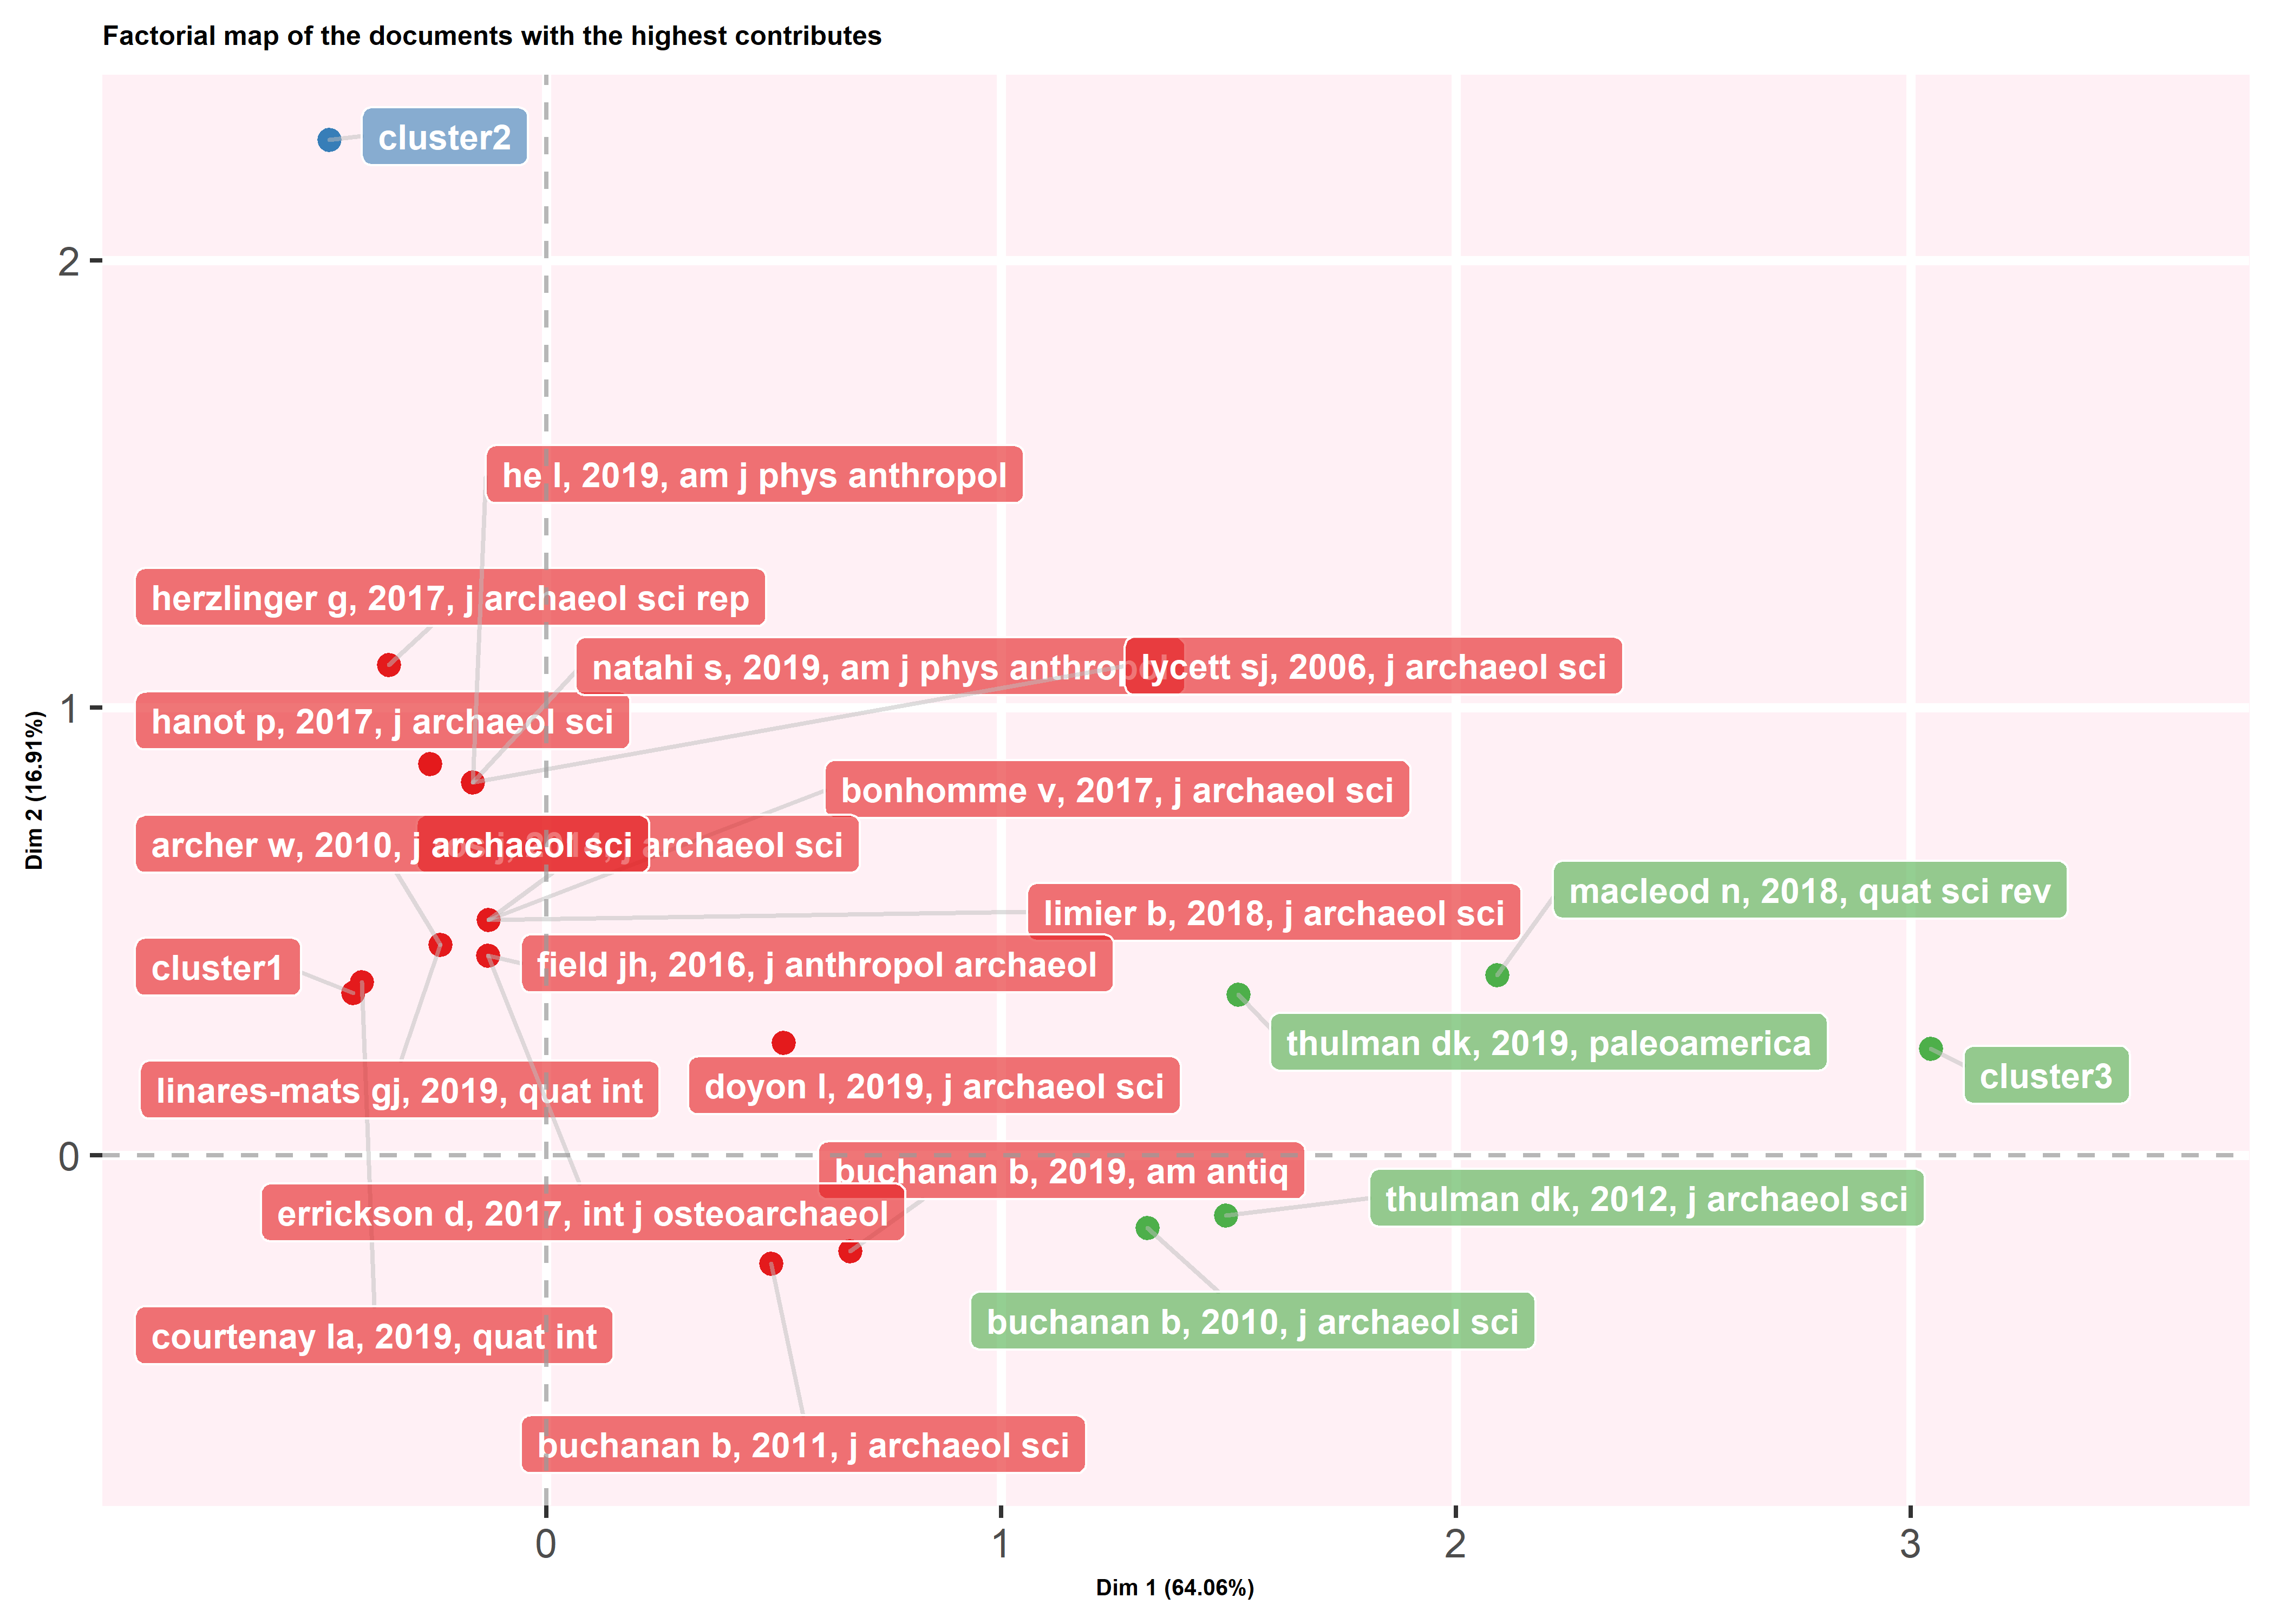 Factorial map of the documents with the highest contributes
cluster2
2
he l, 2019, am j phys anthropol
herzlinger g, 2017, j archaeol sci rep
natahi s, 2019, am j phys anthropol
lycett sj, 2006, j archaeol sci
hanot p, 2017, j archaeol sci
1
bonhomme v, 2017, j archaeol sci
archer w, 2010, j archaeol sci
j archaeol sci
macleod n, 2018, quat sci rev
limier b, 2018, j archaeol sci
cluster1
field jh, 2016, j anthropol archaeol
thulman dk, 2019, paleoamerica
cluster3
linares-mats gj, 2019, quat int
doyon l, 2019, j archaeol sci
0
buchanan b, 2019, am antiq
thulman dk, 2012, j archaeol sci
errickson d, 2017, int j osteoarchaeol
buchanan b, 2010, j archaeol sci
courtenay la, 2019, quat int
buchanan b, 2011, j archaeol sci
0
1
2
3
Dim 1 (64.06%)
Dim 2 (16.91%)